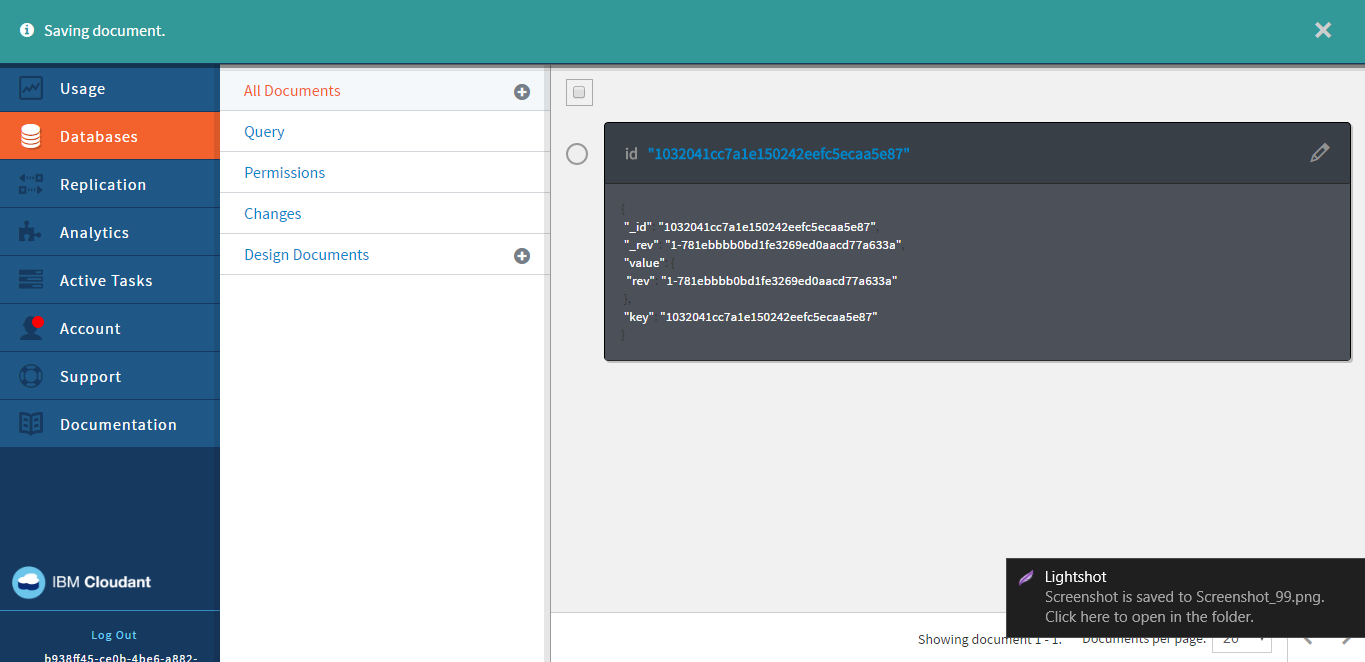 Saving document.
Usage
Databases
Replication
Analytics
Active Tasks
Account
Support
Documentation
IBM Cloudant
Log Out
b938ff45-ce0b-4be6-a882-
All Documents
Query
Permissions
Changes
Design Documents
id "1032041cc7a1e150242eefc5ecaa5e87"
{
"_id": "1032041cc7a1e150242eefc5ecaa5e87",
"_rev": "1-781ebbbb0bd1fe3269ed0aacd77a633a",
"value": {
"rev": "1-781ebbbb0bd1fe3269ed0aacd77a633a"
},
"key": "1032041cc7a1e150242eefc5ecaa5e87"
}
Lightshot
Screenshot is saved to Screenshot_99.png.
Click here to open in the folder.
Showing document 1 - 1. Documents per page: 20